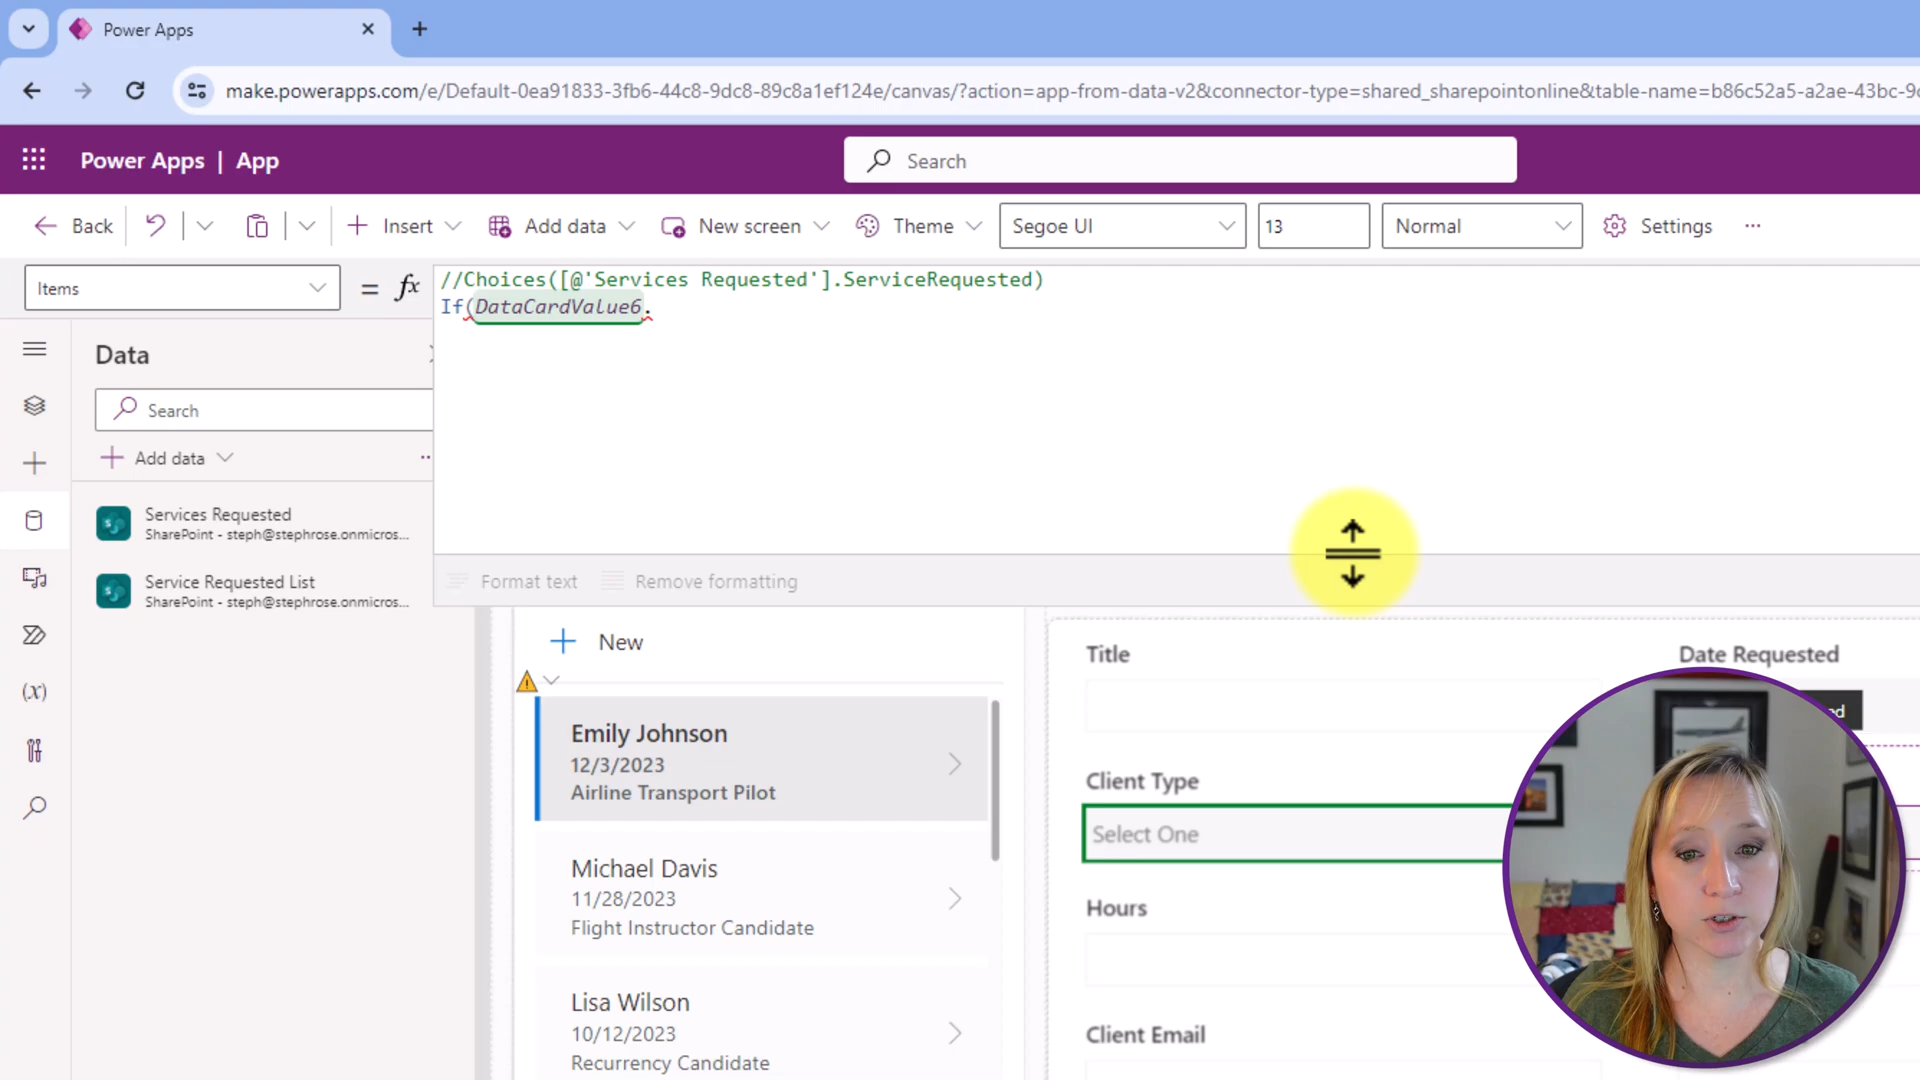 Power Apps
make.powerapps.com/e/Default-0ea91833-3fb6-44c8-9dc8-89c8a1ef124e/canvas/?action=app-from-data-v2&connector-type=shared_sharepointonline&table-name=b86c52a5-a2ae-43bc-9c
Power Apps | App
Search
Back
Insert
Add data
New screen
Theme
Segoe UI
13
Normal
Settings
...
Items
= fx
//Choices([@'Services Requested'].ServiceRequested)
If(DataCardValue6.
Data
Search
Add data
Services Requested
SharePoint - steph@stephrose.onmicros...
Service Requested List
SharePoint - steph@stephrose.onmicros...
(x)
Format text
Remove formatting
New
Emily Johnson
12/3/2023
Airline Transport Pilot
Michael Davis
11/28/2023
Flight Instructor Candidate
Lisa Wilson
10/12/2023
Recurrency Candidate
Title
Date Requested
ed
Client Type
Select One
Hours
Client Email